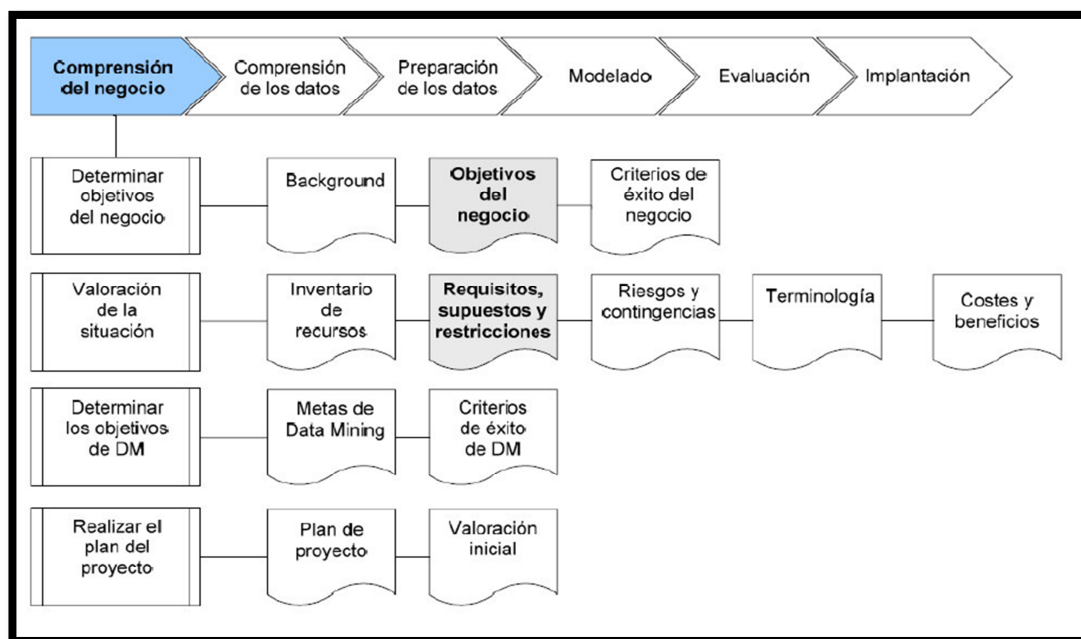 Comprensión
del negocio
Comprensión
de los datos
Preparación
de los datos
Modelado
Evaluación
Implantación
Determinar
objetivos
del negocio
Background
Objetivos
del
negocio
Criterios de
éxito del
negocio
Valoración
de la
situación
Inventario
de
recursos
Requisitos,
supuestos y
restricciones
Riesgos y
contingencias
Terminología
Costes y
beneficios
Determinar
los objetivos
de DM
Metas de
Data Mining
Criterios
de éxito
de DM
Realizar el
plan del
proyecto
Plan de
proyecto
Valoración
inicial